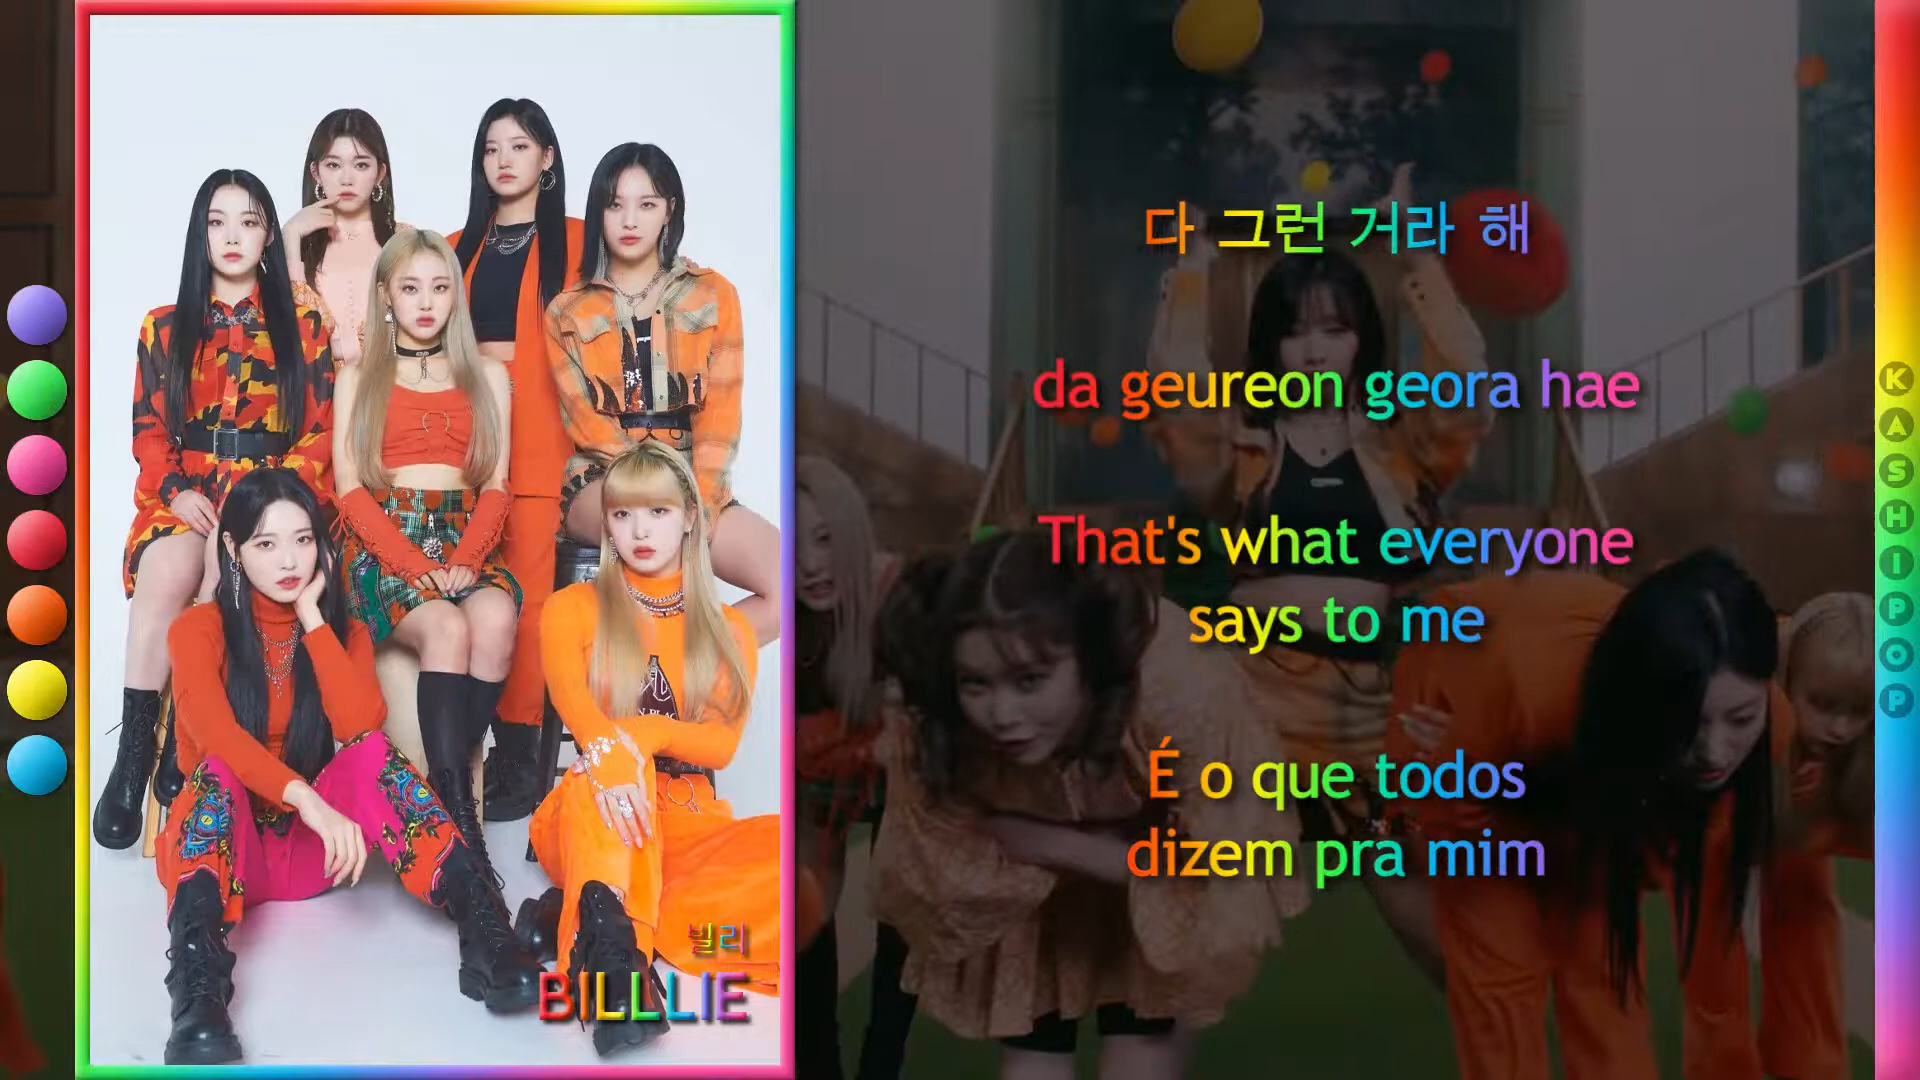 다 그런 거라 해
da geureon geora hae
That's what everyone
says to me
É o que todos
dizem pra mim
빌리
BILLLIE
KASHIPOP